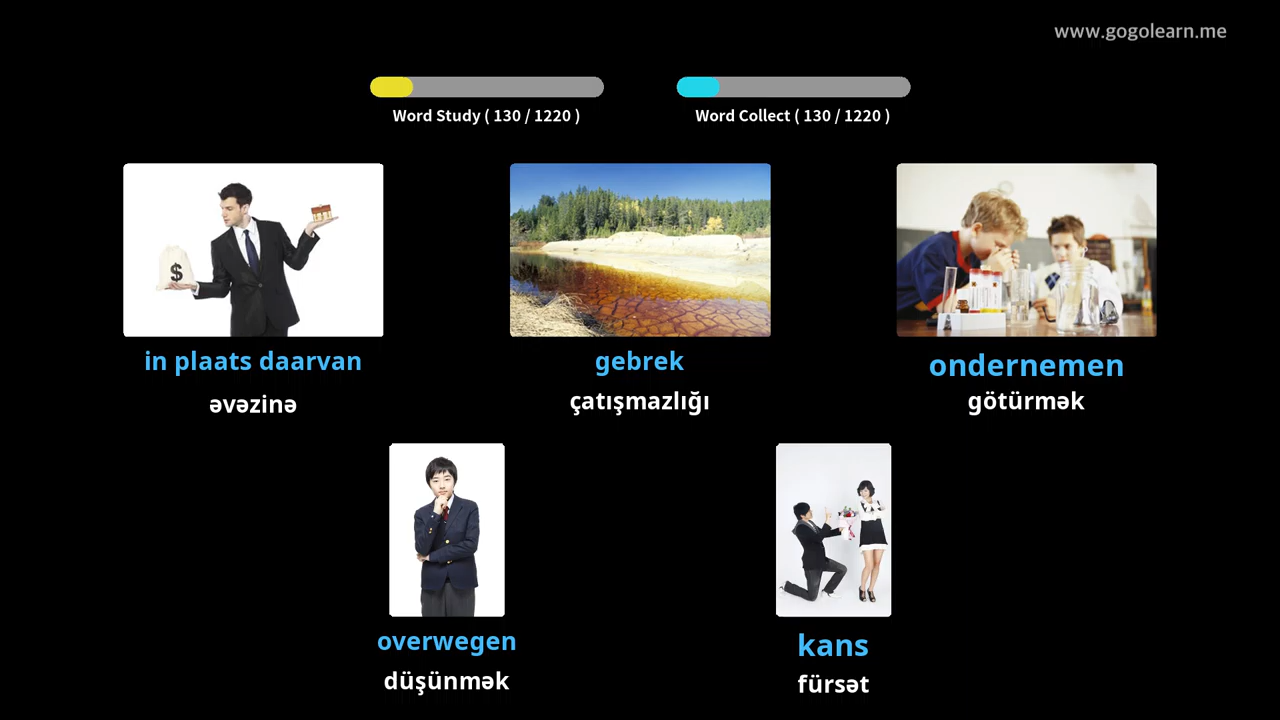 www.gogolearn.me
Word Study ( 130 / 1220 )
Word Collect ( 130 / 1220 )
$
in plaats daarvan
əvəzinə
gebrek
çatışmazlığı
ondernemen
götürmək
overwegen
düşünmək
kans
fürsət